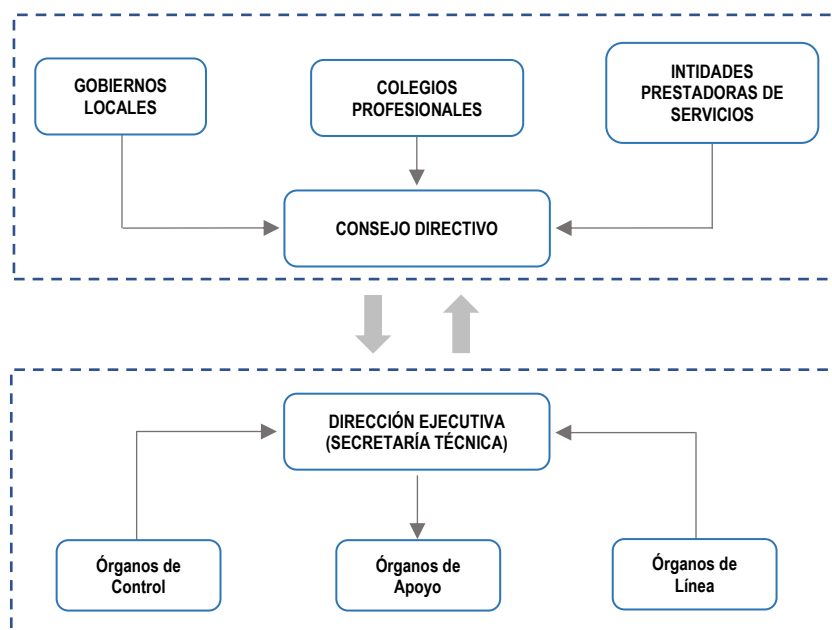 GOBIERNOS
LOCALES
COLEGIOS
PROFESIONALES
INTIDADES
PRESTADORAS DE
SERVICIOS
CONSEJO DIRECTIVO
DIRECCIÓN EJECUTIVA
(SECRETARÍA TÉCNICA)
Órganos de
Control
Órganos de
Apoyo
Órganos de
Línea